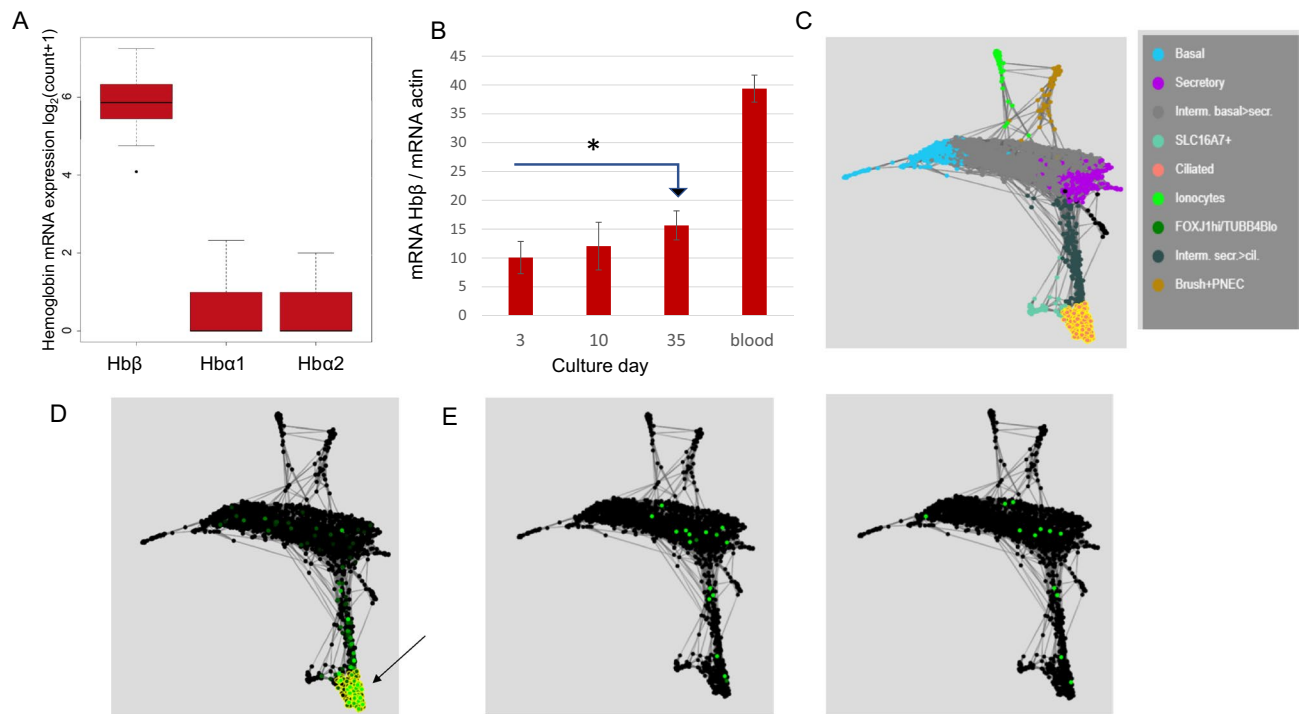 A
Hemoglobin mRNA expression log₂(count+1)
6
4
2
0
Hbβ Hbα1 Hbα2
B
mRNA Hbβ / mRNA actin
45
40
35
30
25
20
15
10
5
0
*
3 10 35 blood
Culture day
C
Basal
Secretory
Interm. basal>secr.
SLC16A7+
Ciliated
Ionocytes
FOXJ1hi/TUBB4Blo
Interm. secr.>cil.
Brush+PNEC
D
E